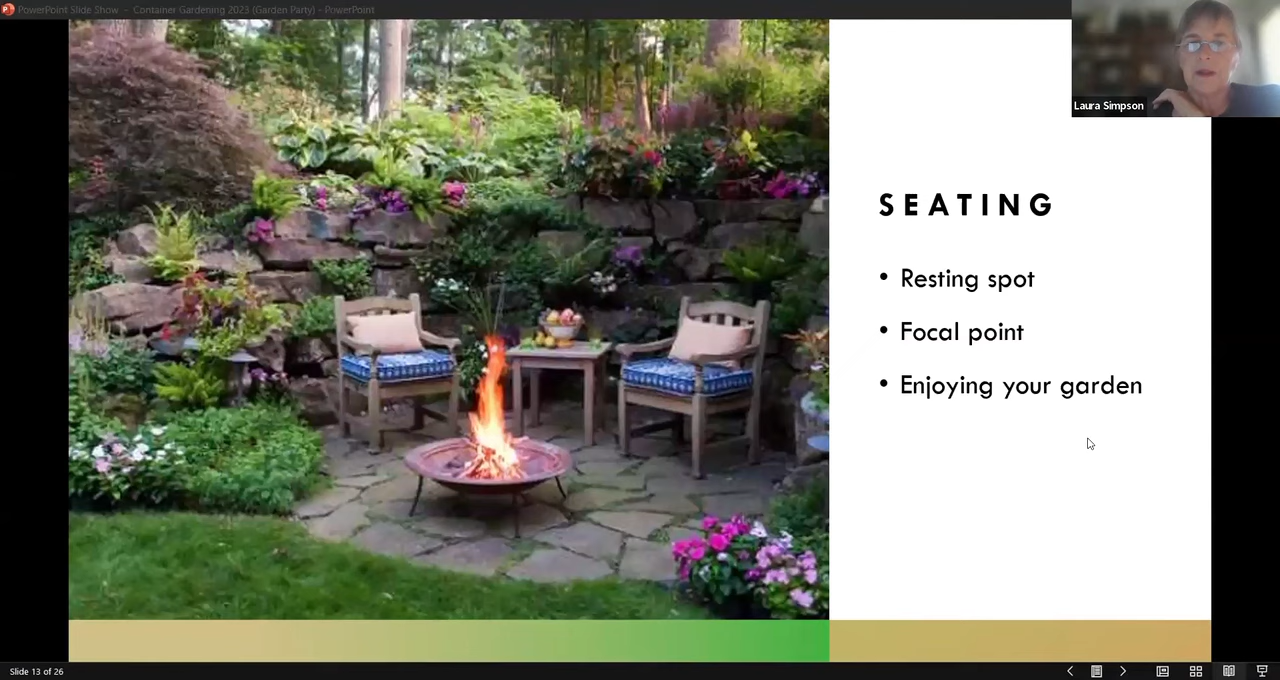 PowerPoint Slide Show - Container Gardening 2023 (Garden Party) - PowerPoint
Laura Simpson
SEATING
• Resting spot
• Focal point
• Enjoying your garden
Slide 13 of 26